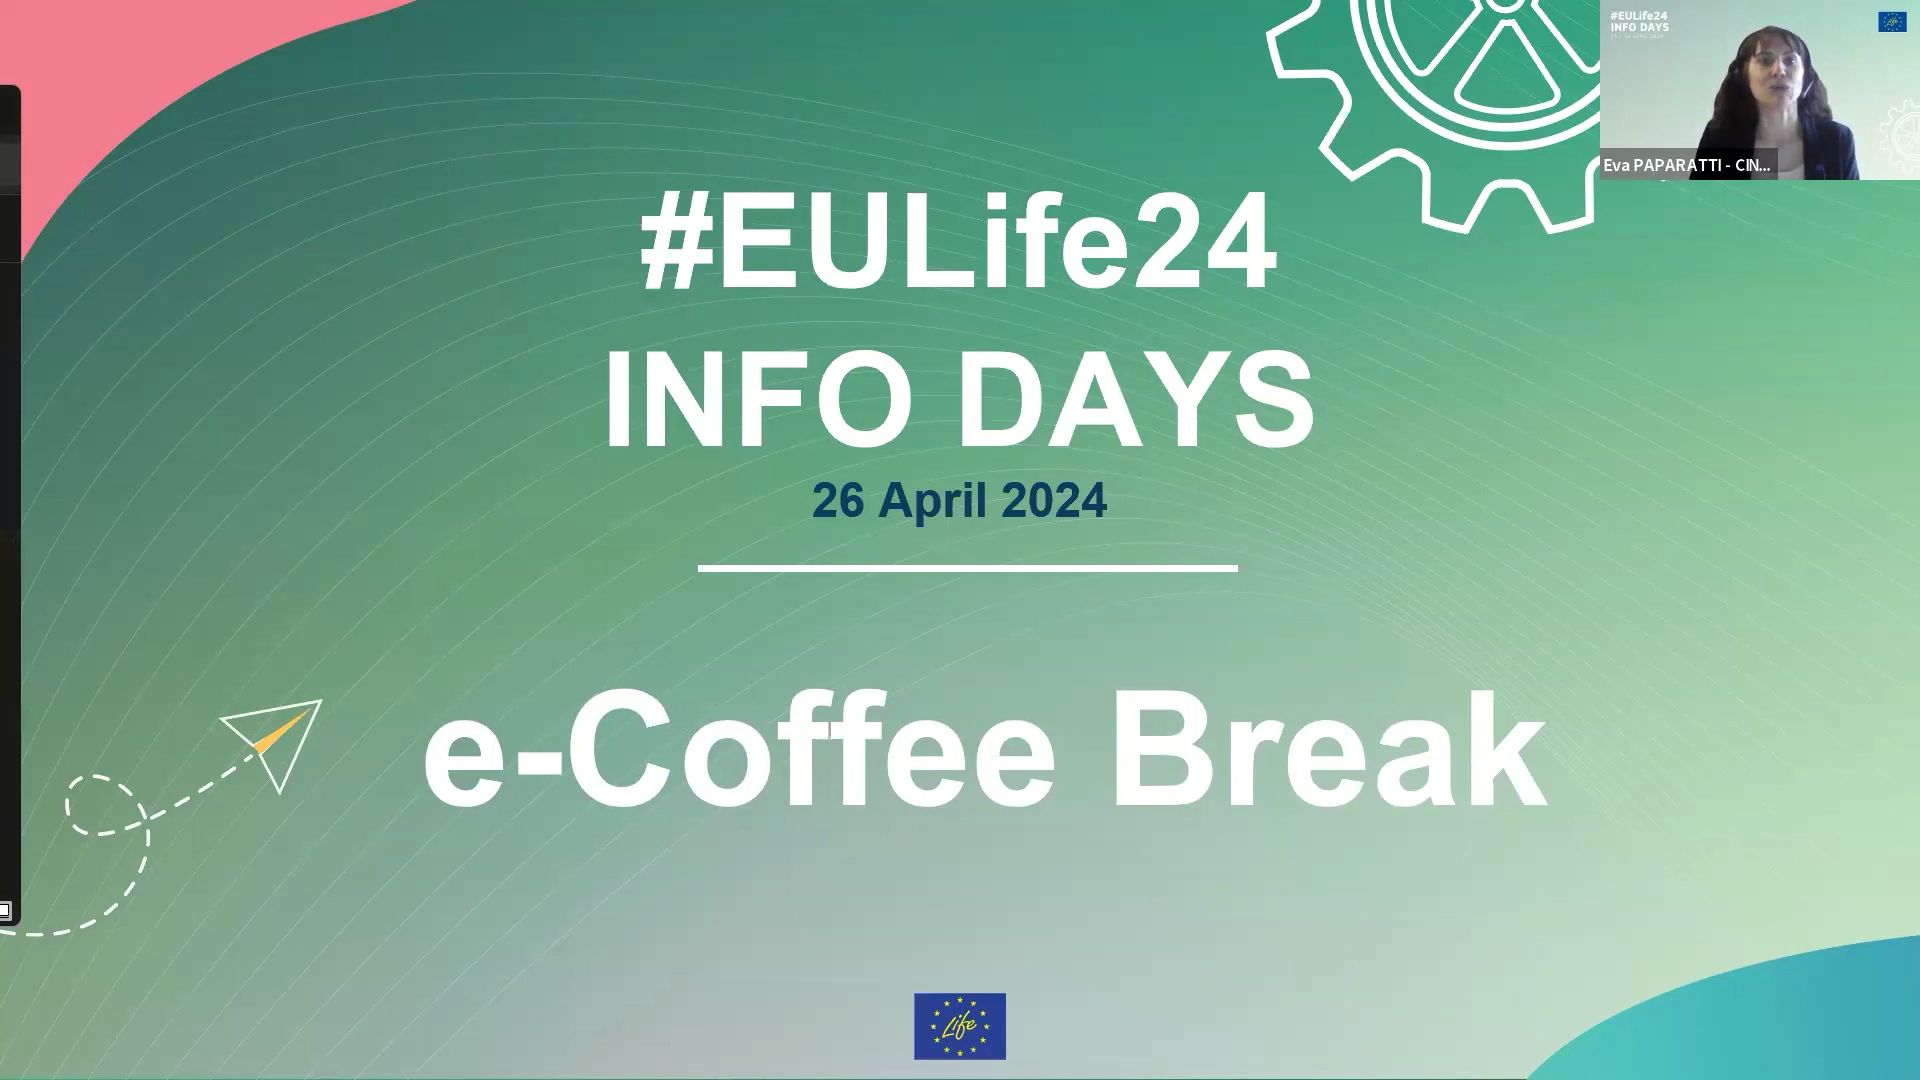 #EULife24
INFO DAYS
#EULife24
INFO DAYS
26 April 2024
e-Coffee Break
Eva PAPARATTI - CIN...
Life